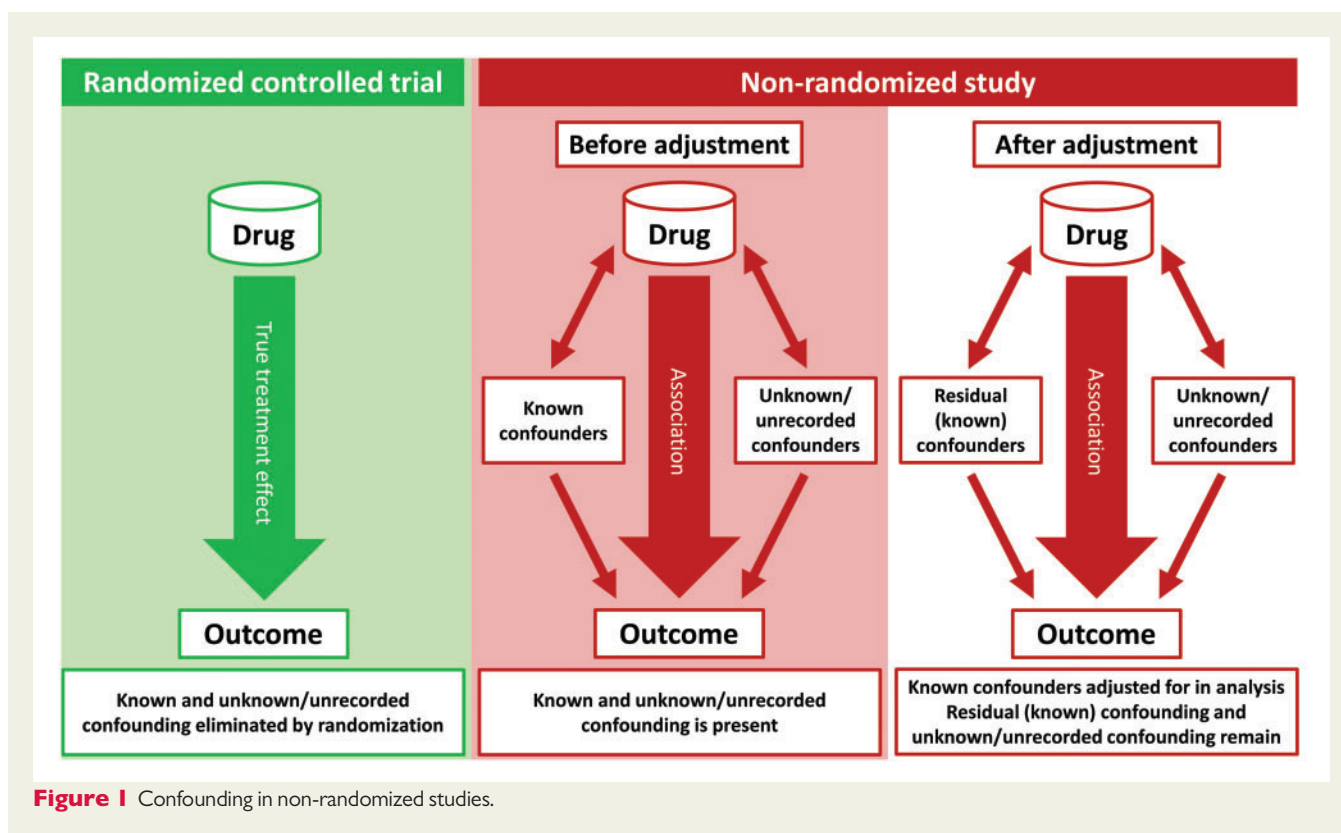 Randomized controlled trial
Non-randomized study
Drug
True treatment effect
Outcome
Known and unknown/unrecorded
confounding eliminated by randomization
Before adjustment
Drug
Known
confounders
Association
Unknown/
unrecorded
confounders
Outcome
Known and unknown/unrecorded
confounding is present
After adjustment
Drug
Residual
(known)
confounders
Association
Unknown/
unrecorded
confounders
Outcome
Known confounders adjusted for in analysis
Residual (known) confounding and
unknown/unrecorded confounding remain
Figure 1 Confounding in non-randomized studies.